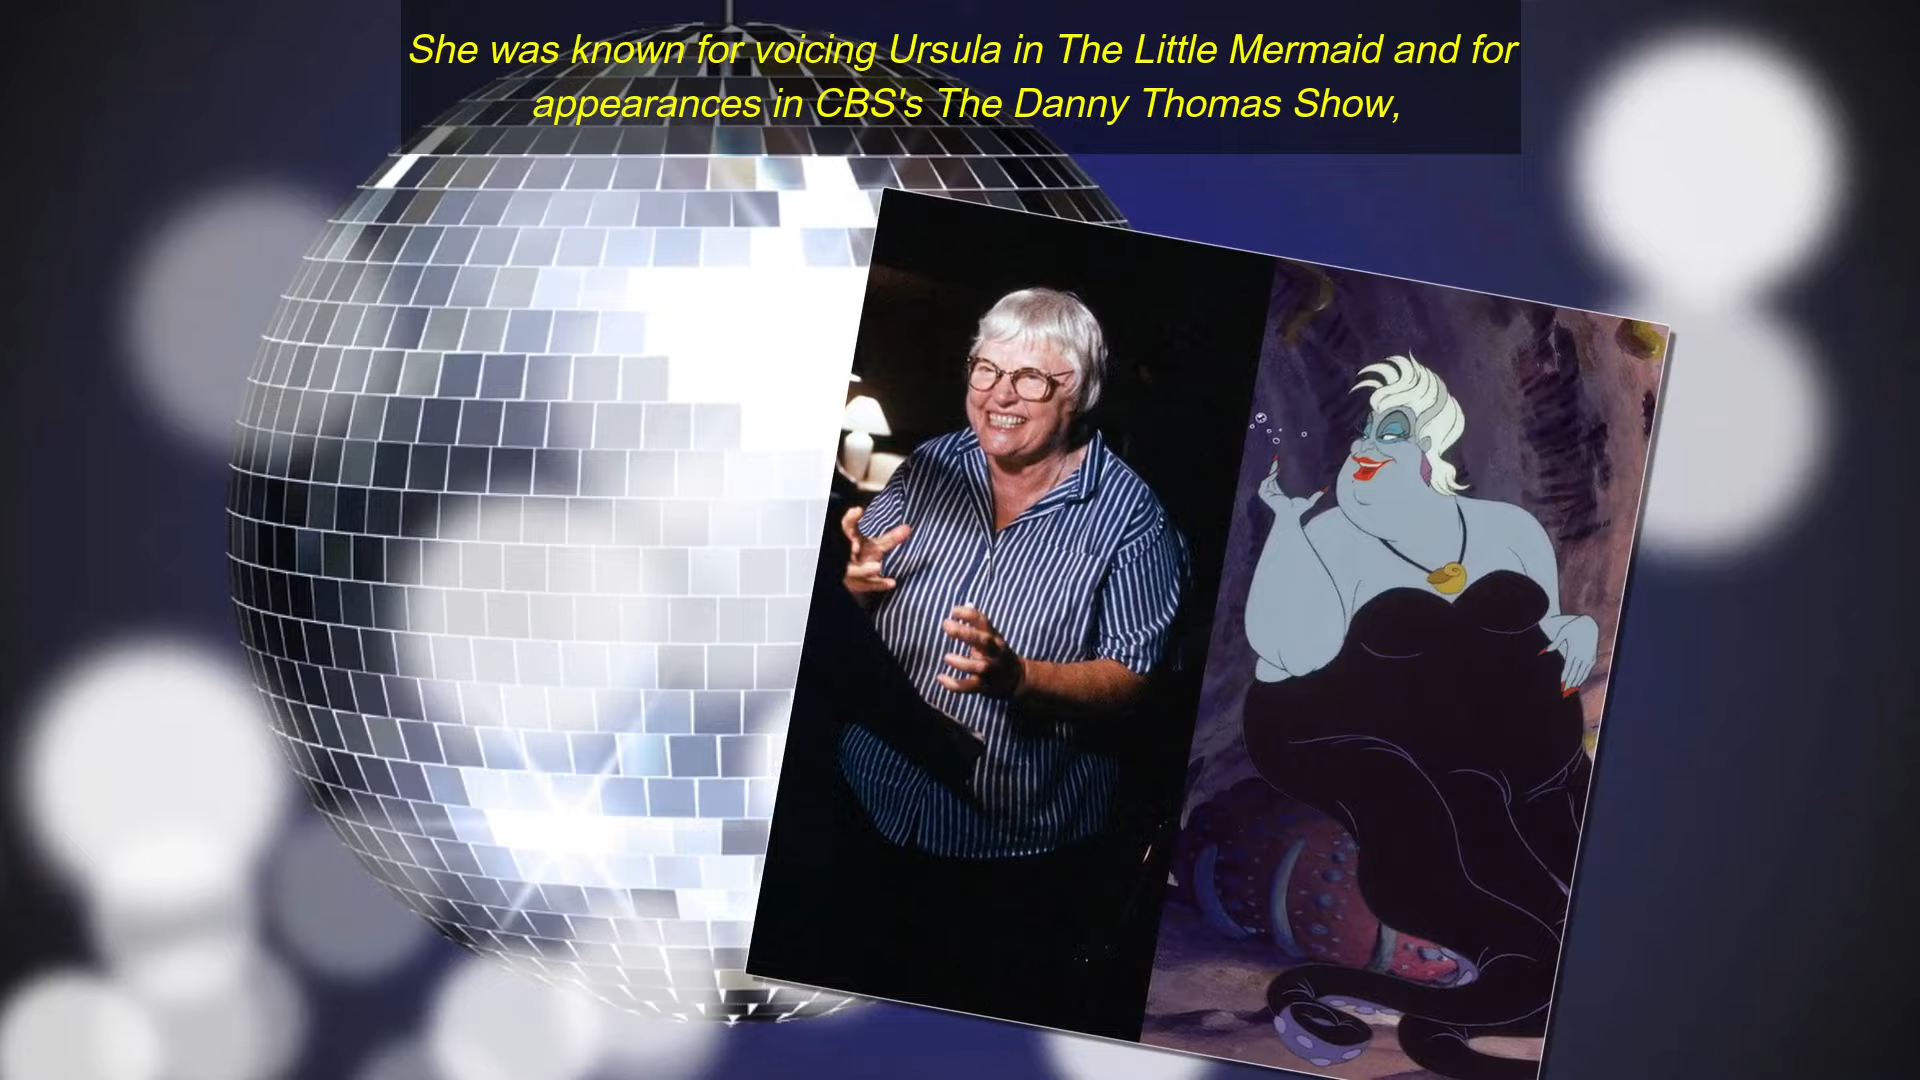 She was known for voicing Ursula in The Little Mermaid and for
appearances in CBS's The Danny Thomas Show,